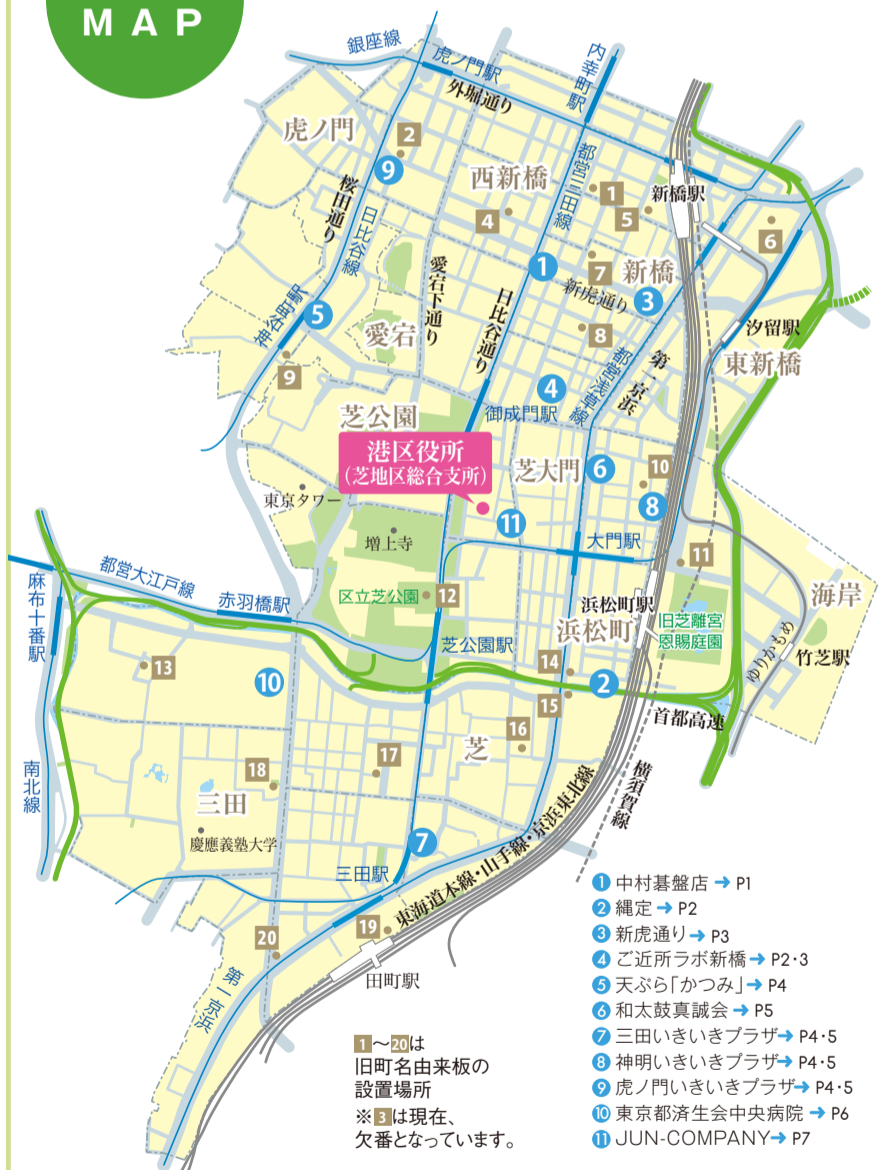 MAP
銀座線
虎ノ門駅
外堀通り
内幸町駅
虎ノ門
2
9
桜田通り
日比谷線
西新橋
4
都営三田線
1
5
新橋駅
6
1
7
新橋
新虎通り
3
愛宕下通り
日比谷通り
神谷町駅
5
愛宕
8
9
汐留駅
東新橋
第一京浜
都営浅草線
4
御成門駅
芝公園
港区役所
(芝地区総合支所)
芝大門
6
10
8
東京タワー
11
増上寺
大門駅
11
都営大江戸線
麻布十番駅
赤羽橋駅
区立芝公園
12
浜松町駅
浜松町
旧芝離宮
恩賜庭園
海岸
ゆりかもめ
竹芝駅
芝公園駅
13
10
14
2
15
首都高速
芝
16
17
18
南北線
三田
慶應義塾大学
7
横須賀線
三田駅
東海道本線・山手線・京浜東北線
19
20
田町駅
第一京浜
1〜20は
旧町名由来板の
設置場所
※3は現在、
欠番となっています。
1 中村碁盤店 → P1
2 縄定 → P2
3 新虎通り → P3
4 ご近所ラボ新橋 → P2・3
5 天ぷら「かつみ」 → P4
6 和太鼓真誠会 → P5
7 三田いきいきプラザ → P4・5
8 神明いきいきプラザ → P4・5
9 虎ノ門いきいきプラザ → P4・5
10 東京都済生会中央病院 → P6
11 JUN-COMPANY → P7